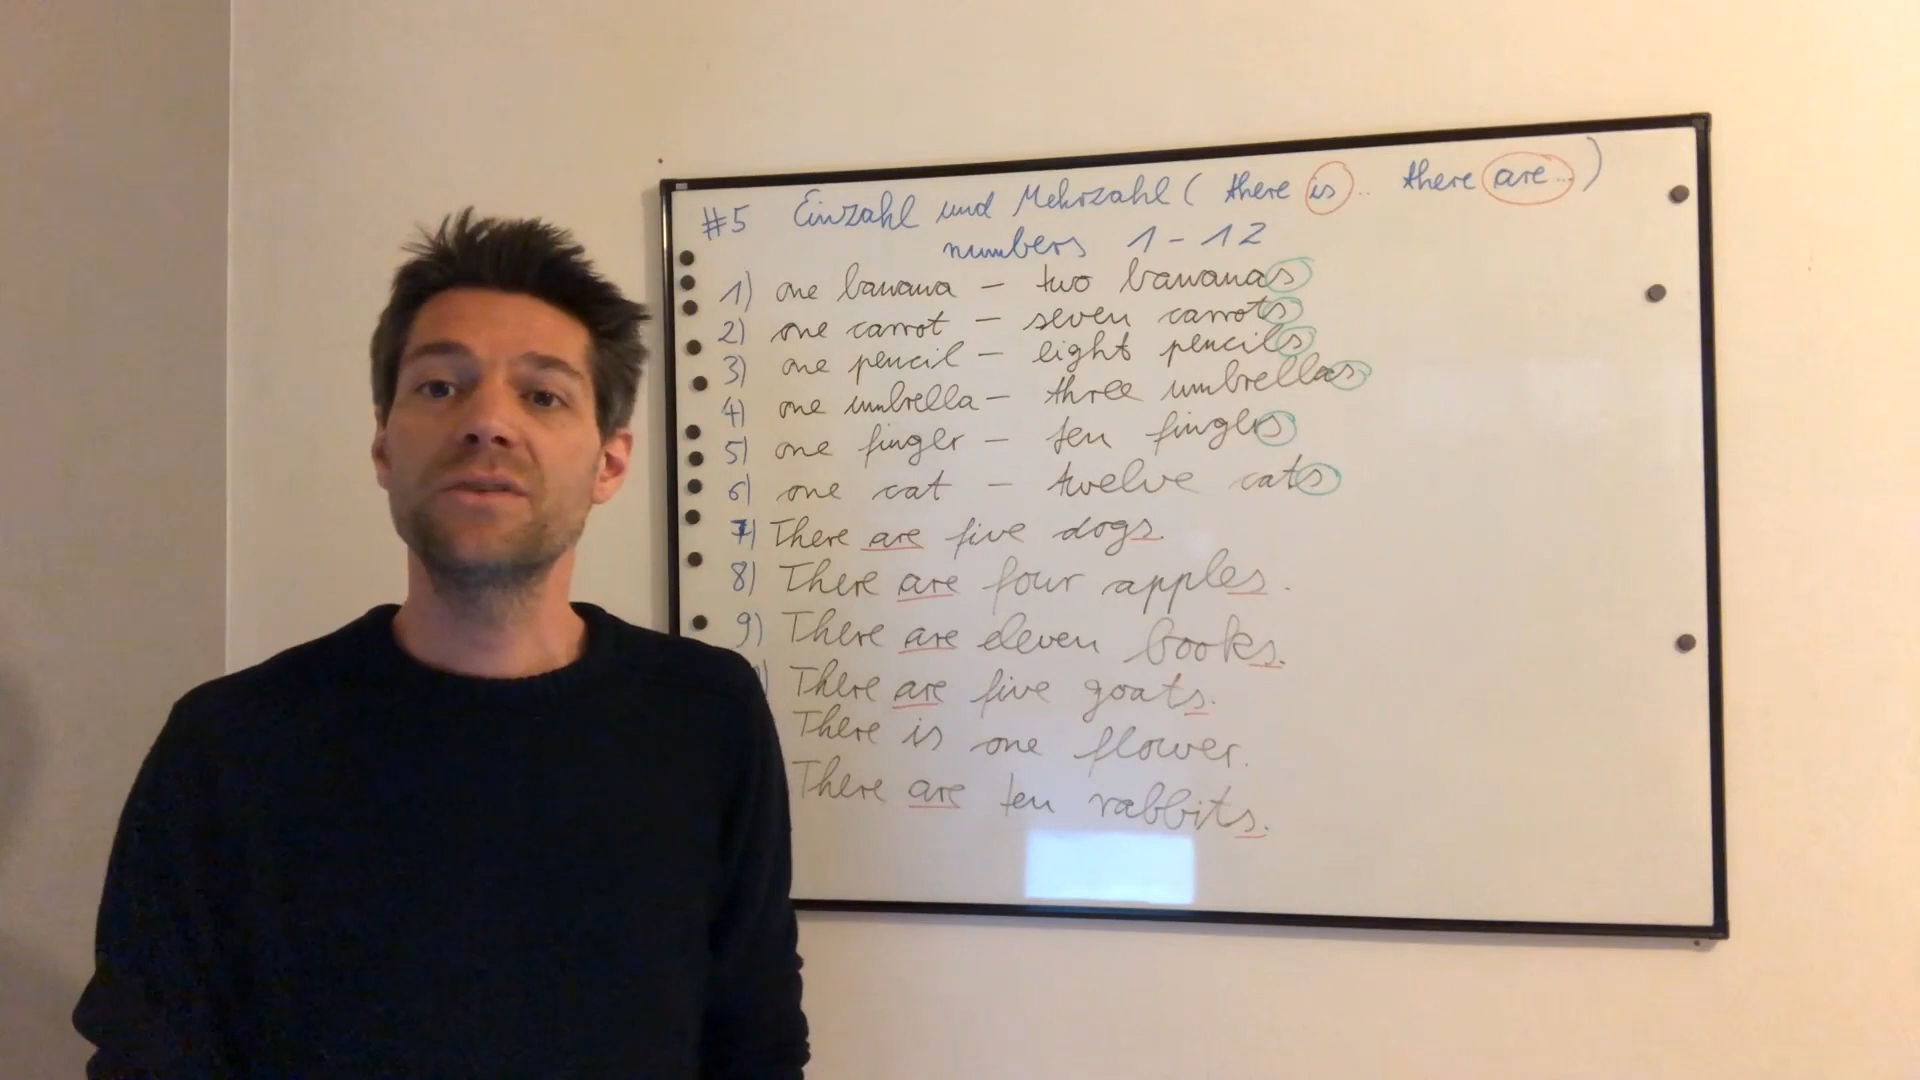 #5 Einzahl und Mehrzahl ( there is .. there are ... )
numbers 1 - 12
1) one banana - two bananas
2) one carrot - seven carrots
3) one pencil - eight pencils
4) one umbrella - three umbrellas
5) one finger - ten fingers
6) one cat - twelve cats
7) There are five dogs.
8) There are four apples.
9) There are eleven books.
) There are five goats.
There is one flower.
There are ten rabbits.